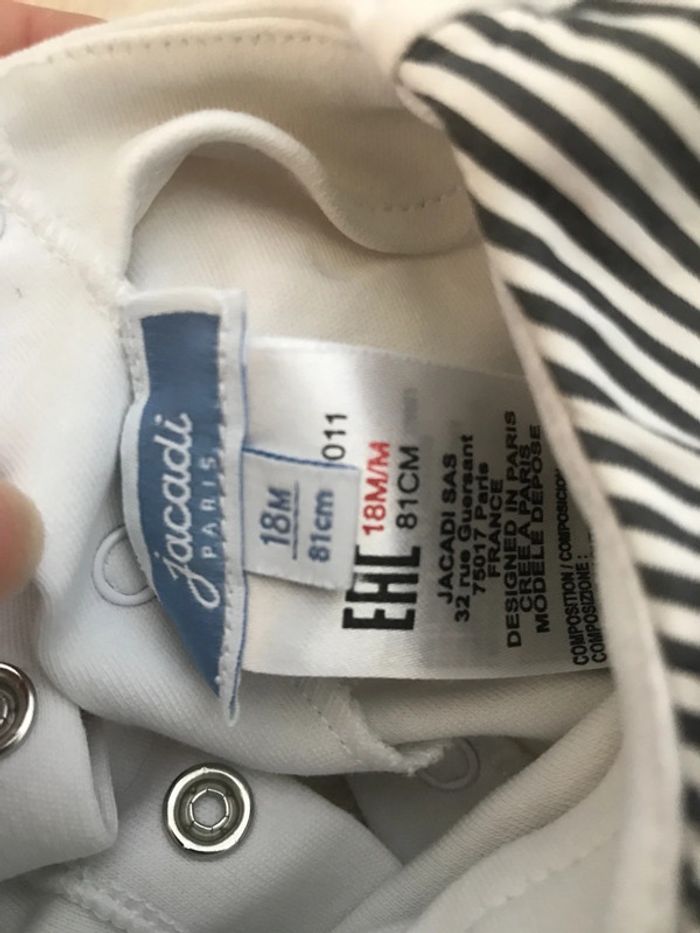 jacadi
PARIS
18M
81cm
011
18M/M
81CM
EAC
JACADI SAS
32 rue Guersant
75017 Paris
FRANCE
DESIGNED IN PARIS
CREE A PARIS
MODELE DEPOSE
COMPOSITION / COMPOSICION
COMPOSIZIONE :